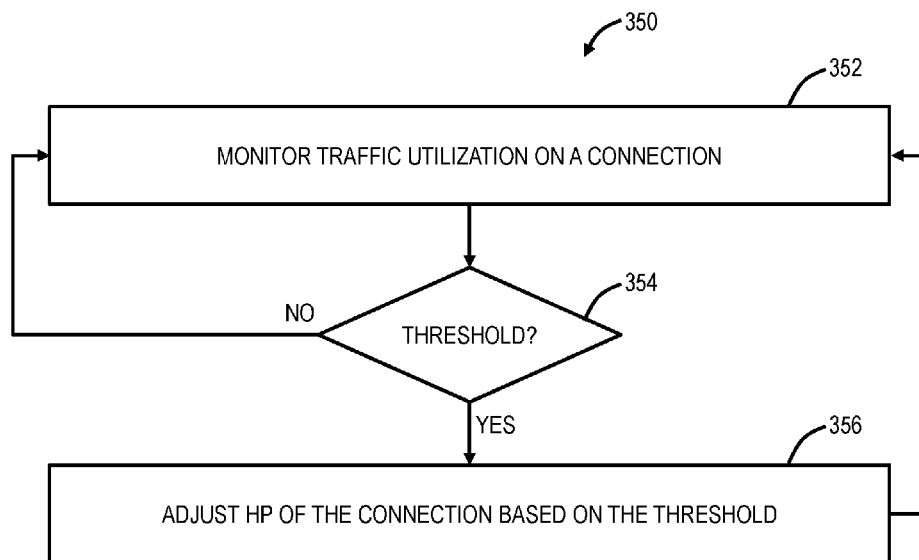 350
352
MONITOR TRAFFIC UTILIZATION ON A CONNECTION
354
NO
THRESHOLD?
YES
356
ADJUST HP OF THE CONNECTION BASED ON THE THRESHOLD